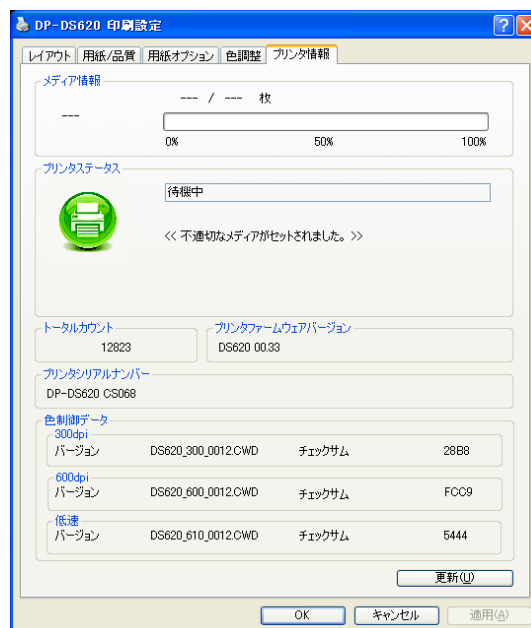 DP-DS620 印刷設定
レイアウト 用紙/品質 用紙オプション 色調整 プリンタ情報
メディア情報
--- / --- 枚
---
0% 50% 100%
プリンタステータス
待機中
<< 不適切なメディアがセットされました。 >>
トータルカウント
12823
プリンタファームウェアバージョン
DS620 00.33
プリンタシリアルナンバー
DP-DS620 CS068
色制御データ
300dpi
バージョン DS620_300_0012.CWD チェックサム 28B8
600dpi
バージョン DS620_600_0012.CWD チェックサム FCC9
低速
バージョン DS620_610_0012.CWD チェックサム 5444
更新(U)
OK キャンセル 適用(A)